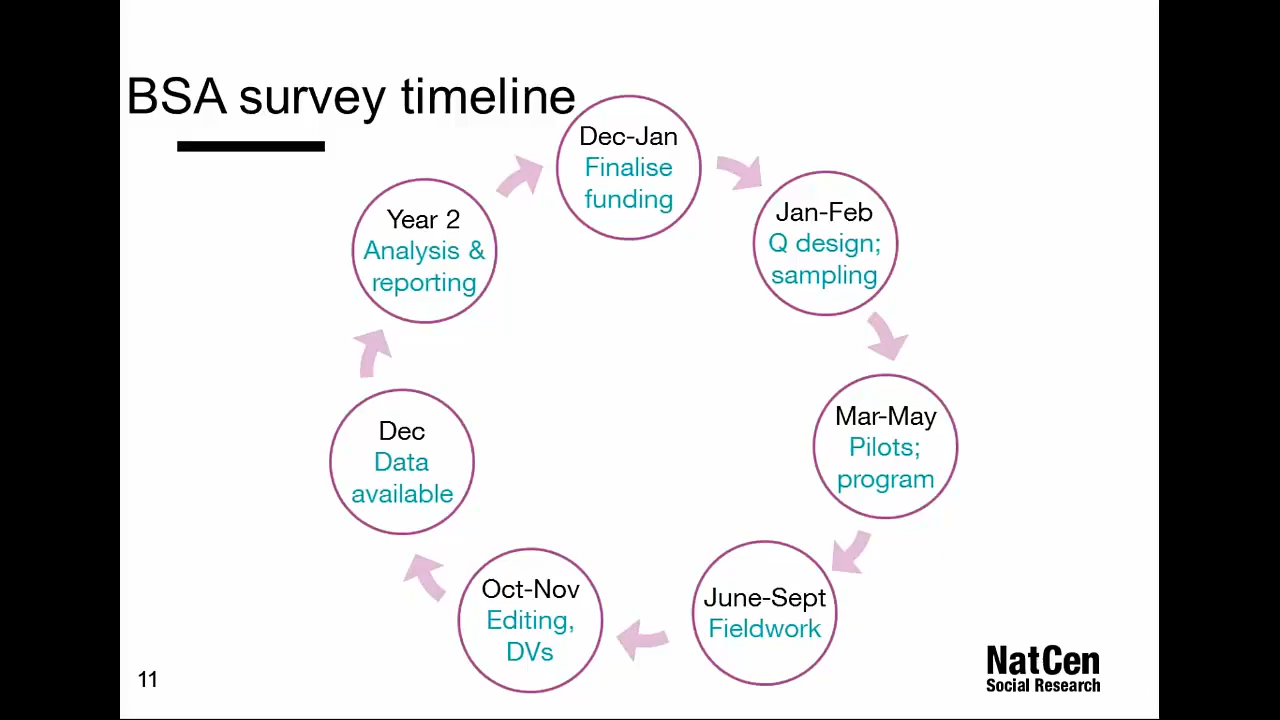 BSA survey timeline
Dec-Jan
Finalise
funding
Jan-Feb
Q design;
sampling
Mar-May
Pilots;
program
June-Sept
Fieldwork
Oct-Nov
Editing,
DVs
Dec
Data
available
Year 2
Analysis &
reporting
11
NatCen
Social Research